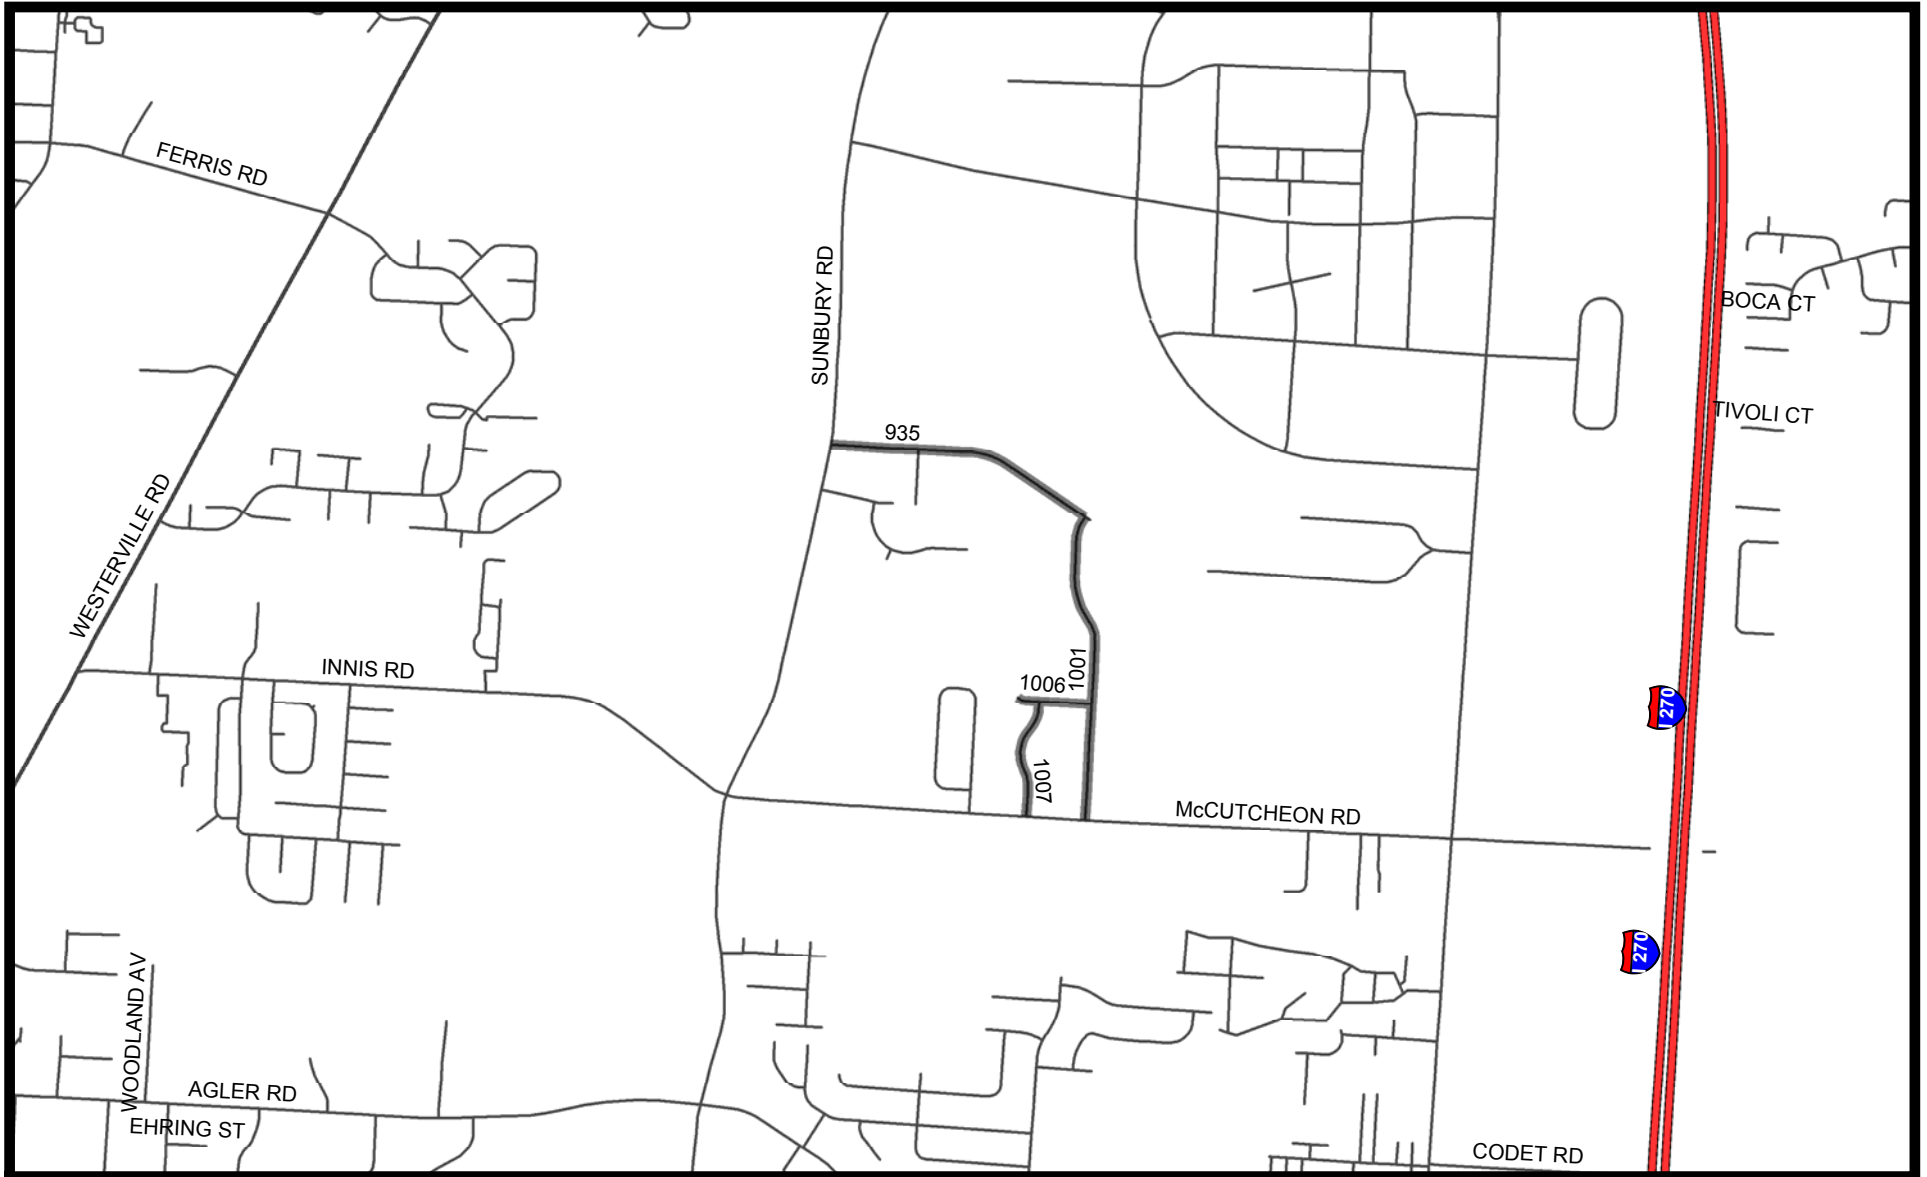 FERRIS RD
SUNBURY RD
BOCA CT
TIVOLI CT
935
WESTERVILLE RD
INNIS RD
1001
1006
I 270
1007
McCUTCHEON RD
I 270
WOODLAND AV
AGLER RD
EHRING ST
CODET RD